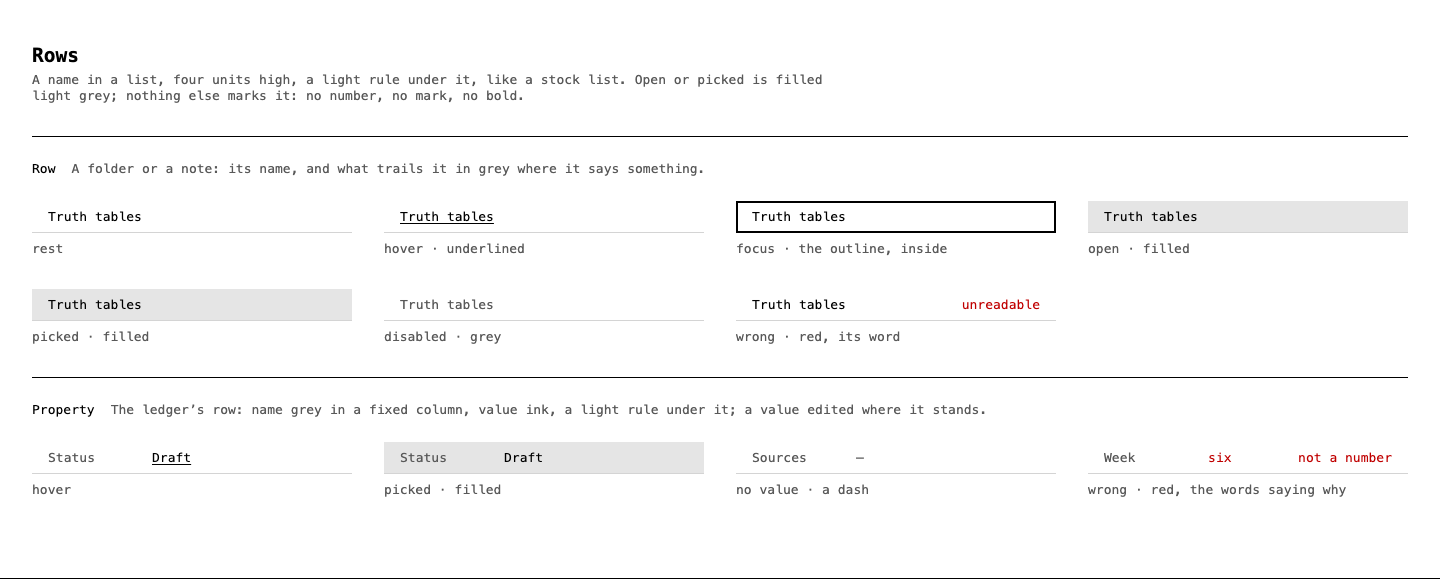 Rows
A name in a list, four units high, a light rule under it, like a stock list. Open or picked is filled
light grey; nothing else marks it: no number, no mark, no bold.
Row A folder or a note: its name, and what trails it in grey where it says something.
Truth tables Truth tables Truth tables Truth tables
rest hover · underlined focus · the outline, inside open · filled
Truth tables Truth tables Truth tables unreadable
picked · filled disabled · grey wrong · red, its word
Property The ledger’s row: name grey in a fixed column, value ink, a light rule under it; a value edited where it stands.
Status Draft Status Draft Sources — Week six not a number
hover picked · filled no value · a dash wrong · red, the words saying why